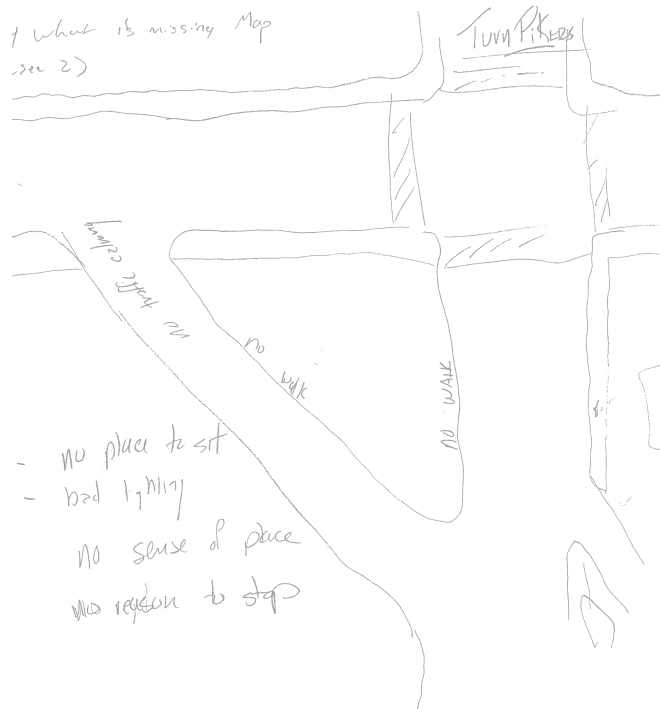 t what is missing Map
sec 2)
TurnPiKERS
no traffic calming
no
walk
NO WALK
- no place to sit
- bad lighting
no sense of place
no reason to stop